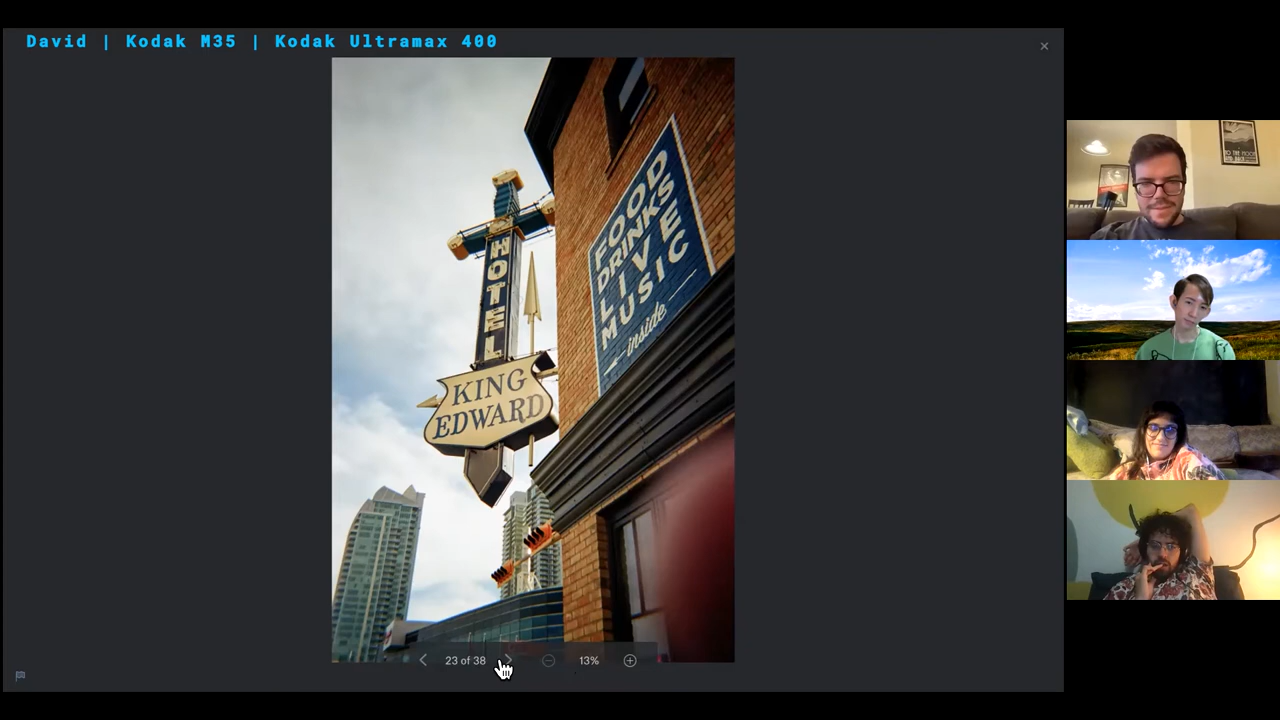 David | Kodak M35 | Kodak Ultramax 400
HOTEL
KING
EDWARD
FOOD
DRINKS
LIVE
MUSIC
inside
23 of 38
13%